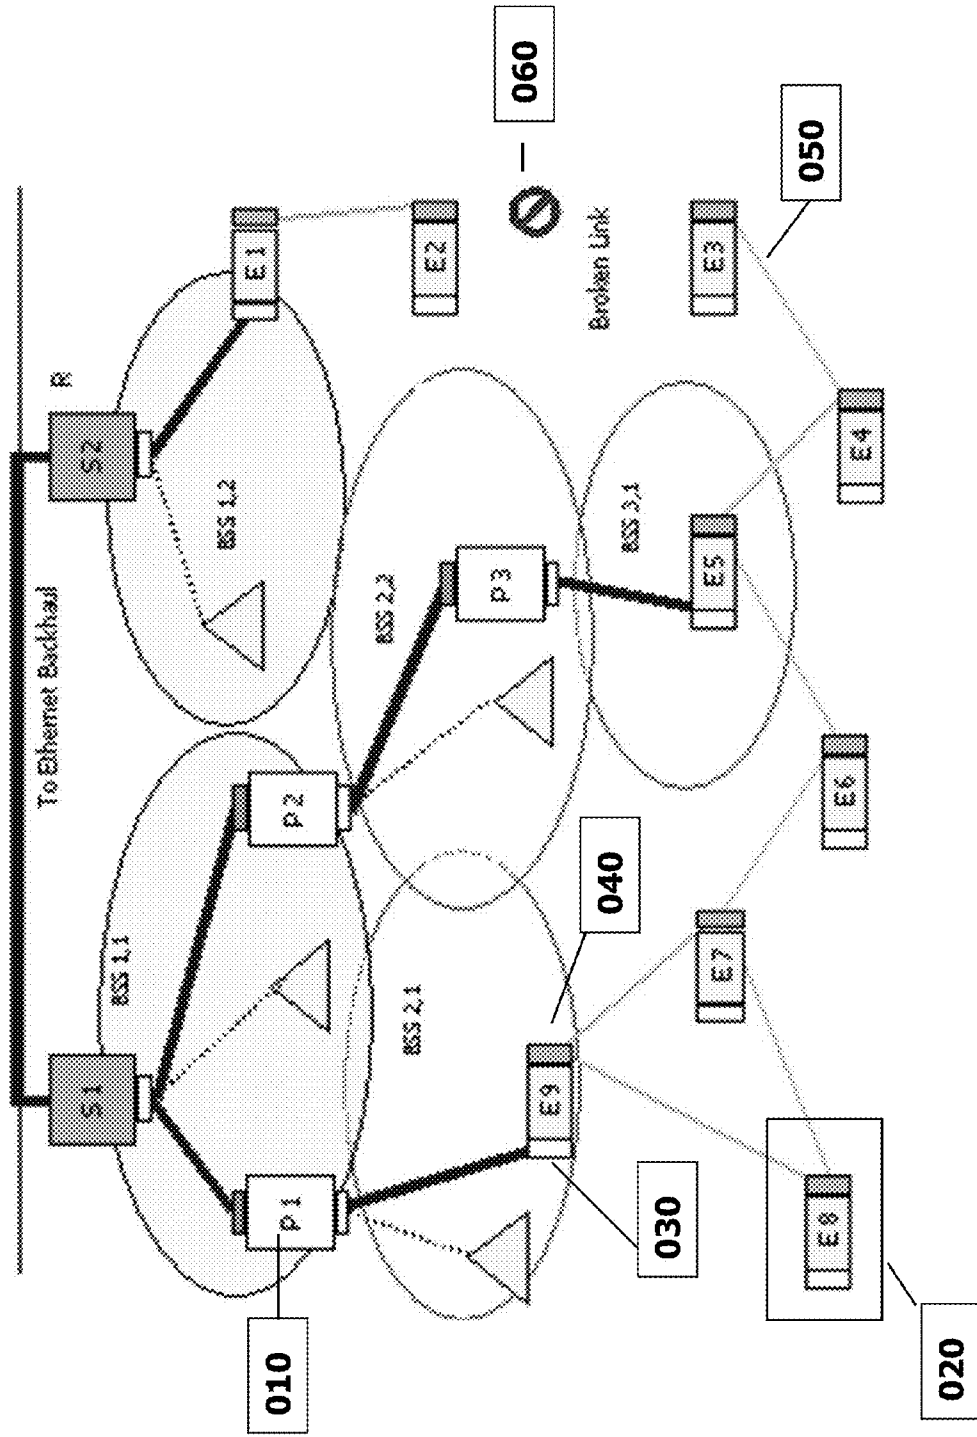 To Ethernet Backhaul
R
S1
S2
BSS 1,1
BSS 1,2
P1
P2
E1
010
BSS 2,1
BSS 2,2
E2
P3
060
E9
040
Broken Link
030
BSS 3,1
E7
E5
E3
050
E8
E6
E4
020